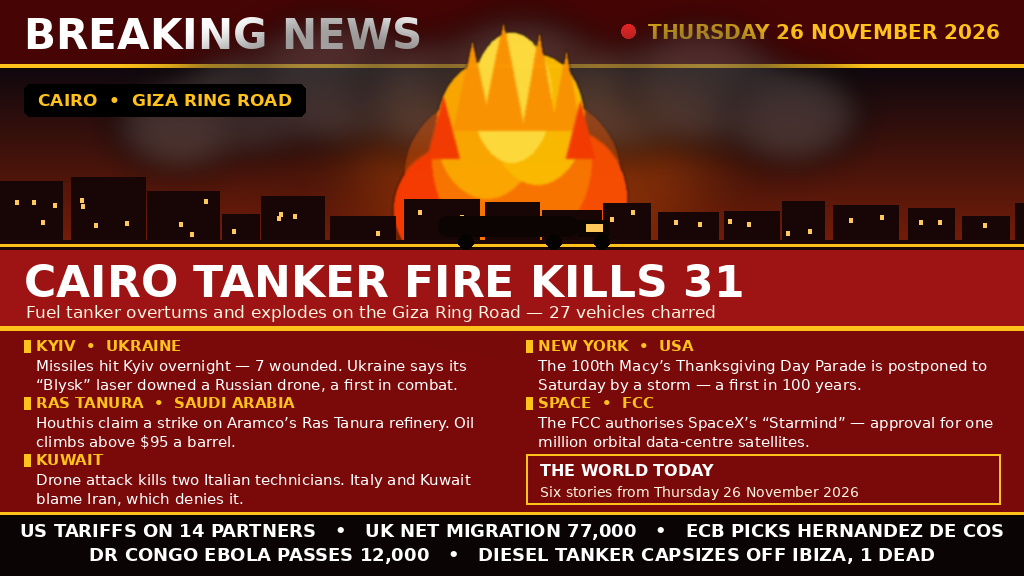 BREAKING NEWS
THURSDAY 26 NOVEMBER 2026
CAIRO • GIZA RING ROAD
CAIRO TANKER FIRE KILLS 31
Fuel tanker overturns and explodes on the Giza Ring Road — 27 vehicles charred
KYIV • UKRAINE
Missiles hit Kyiv overnight — 7 wounded. Ukraine says its
“Blysk” laser downed a Russian drone, a first in combat.
RAS TANURA • SAUDI ARABIA
Houthis claim a strike on Aramco’s Ras Tanura refinery. Oil
climbs above $95 a barrel.
KUWAIT
Drone attack kills two Italian technicians. Italy and Kuwait
blame Iran, which denies it.
NEW YORK • USA
The 100th Macy’s Thanksgiving Day Parade is postponed to
Saturday by a storm — a first in 100 years.
SPACE • FCC
The FCC authorises SpaceX’s “Starmind” — approval for one
million orbital data-centre satellites.
THE WORLD TODAY
Six stories from Thursday 26 November 2026
US TARIFFS ON 14 PARTNERS • UK NET MIGRATION 77,000 • ECB PICKS HERNANDEZ DE COS
DR CONGO EBOLA PASSES 12,000 • DIESEL TANKER CAPSIZES OFF IBIZA, 1 DEAD